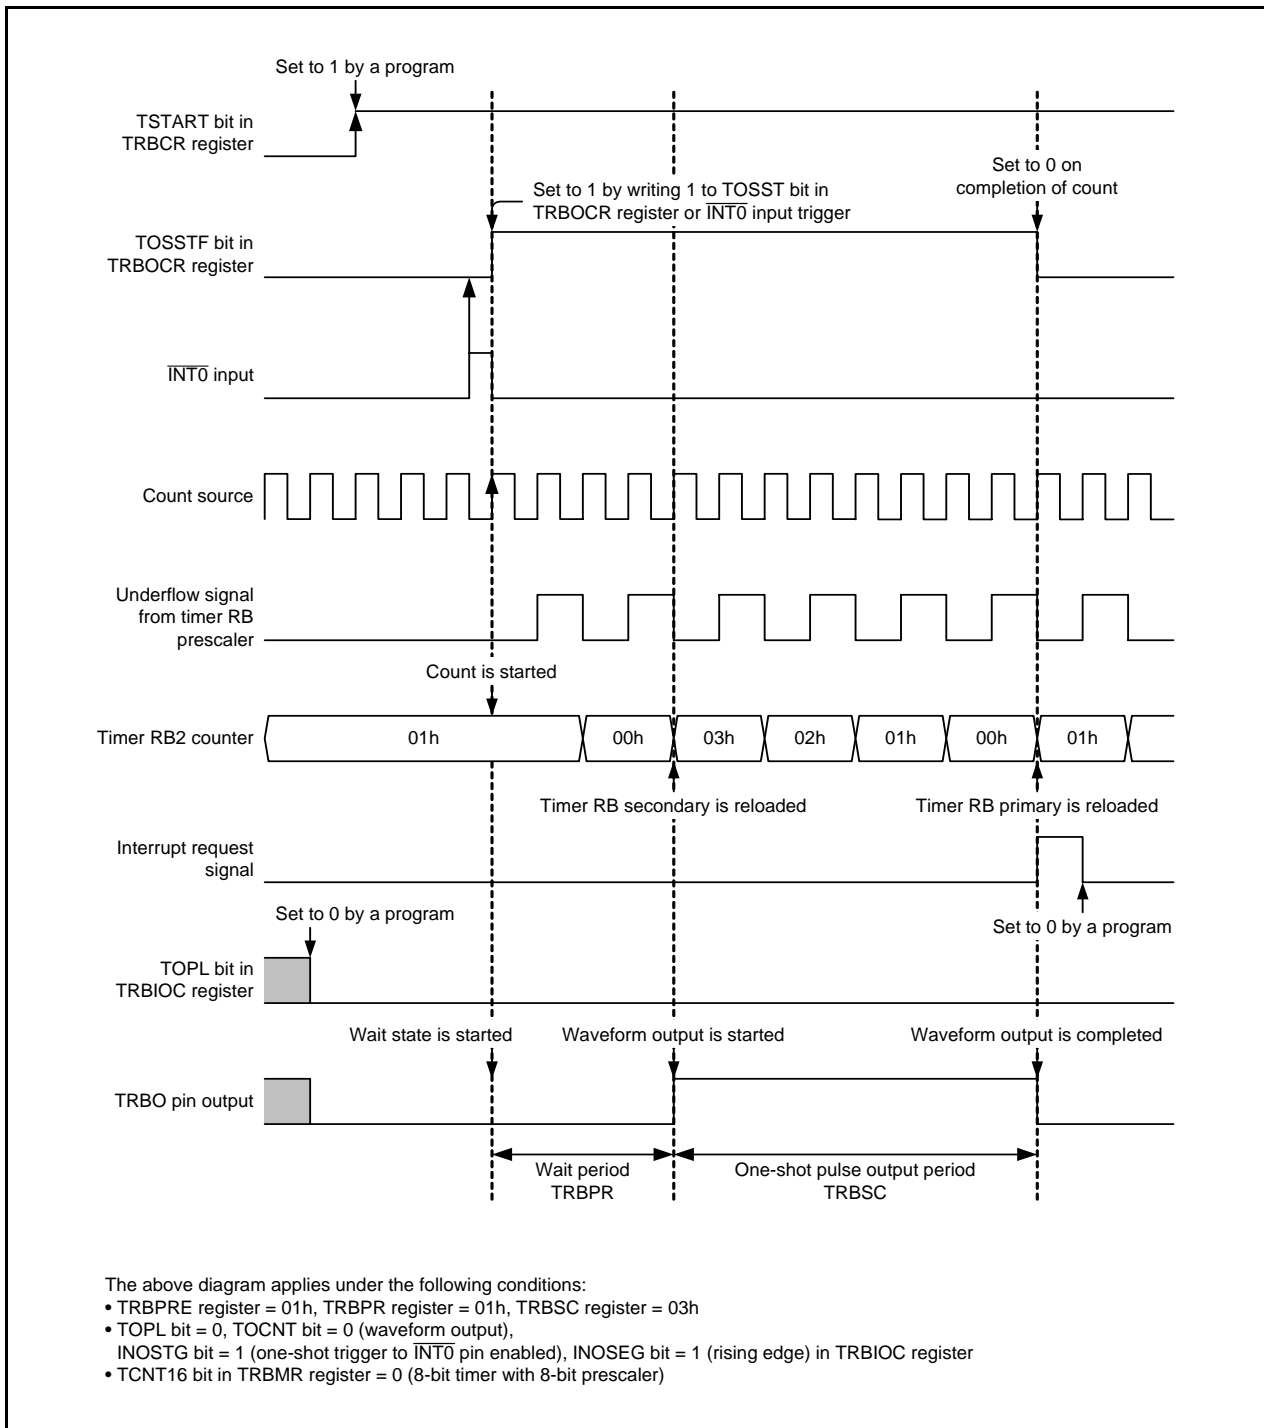 Set to 1 by a program
TSTART bit in
TRBCR register
Set to 0 on
completion of count
Set to 1 by writing 1 to TOSST bit in
TRBOCR register or INT0 input trigger
TOSSTF bit in
TRBOCR register
INT0 input
Count source
Underflow signal
from timer RB
prescaler
Count is started
Timer RB2 counter
01h
00h
03h
02h
01h
00h
01h
Timer RB secondary is reloaded
Timer RB primary is reloaded
Interrupt request
signal
Set to 0 by a program
Set to 0 by a program
TOPL bit in
TRBIOC register
Wait state is started
Waveform output is started
Waveform output is completed
TRBO pin output
Wait period
TRBPR
One-shot pulse output period
TRBSC
The above diagram applies under the following conditions:
• TRBPRE register = 01h, TRBPR register = 01h, TRBSC register = 03h
• TOPL bit = 0, TOCNT bit = 0 (waveform output),
INOSTG bit = 1 (one-shot trigger to INT0 pin enabled), INOSEG bit = 1 (rising edge) in TRBIOC register
• TCNT16 bit in TRBMR register = 0 (8-bit timer with 8-bit prescaler)